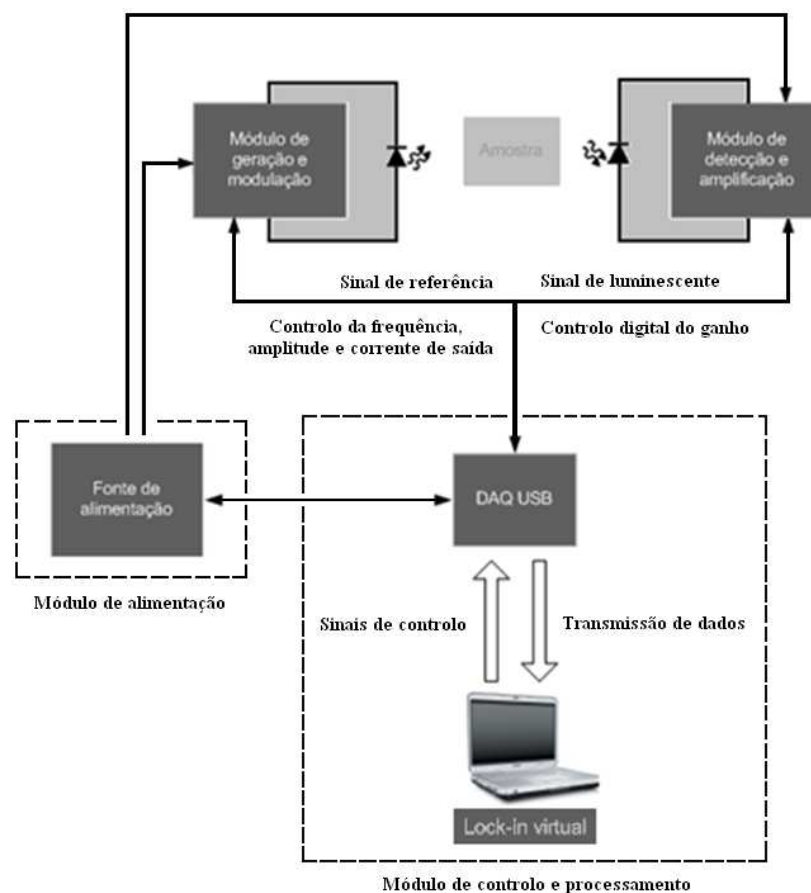 Módulo de
geração e
modulação
Amostra
Módulo de
detecção e
amplificação
Sinal de referência
Sinal de luminescente
Controlo da frequência,
amplitude e corrente de saída
Controlo digital do ganho
Fonte de
alimentação
DAQ USB
Módulo de alimentação
Sinais de controlo
Transmissão de dados
Lock-in virtual
Módulo de controlo e processamento